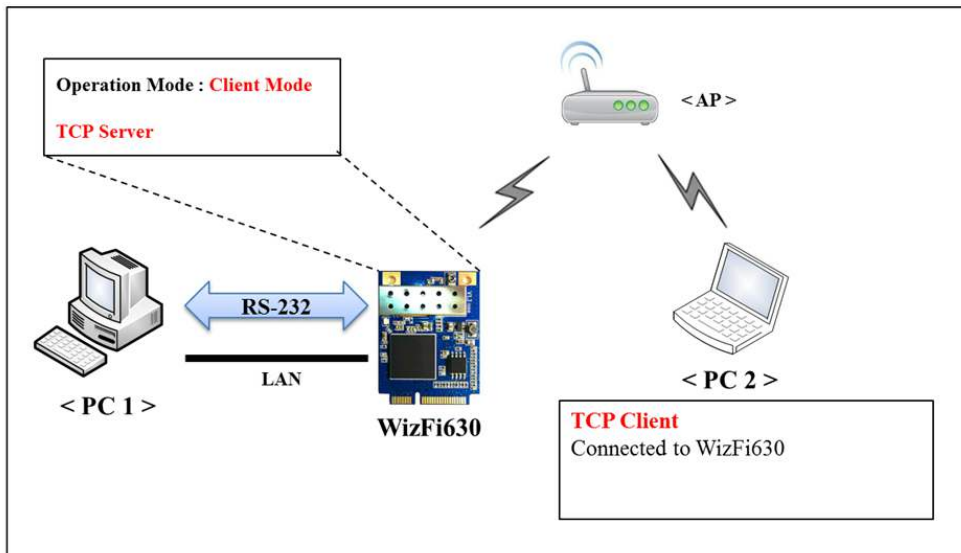 Operation Mode : Client Mode
TCP Server
< AP >
RS-232
LAN
< PC 1 >
WizFi630
< PC 2 >
TCP Client
Connected to WizFi630